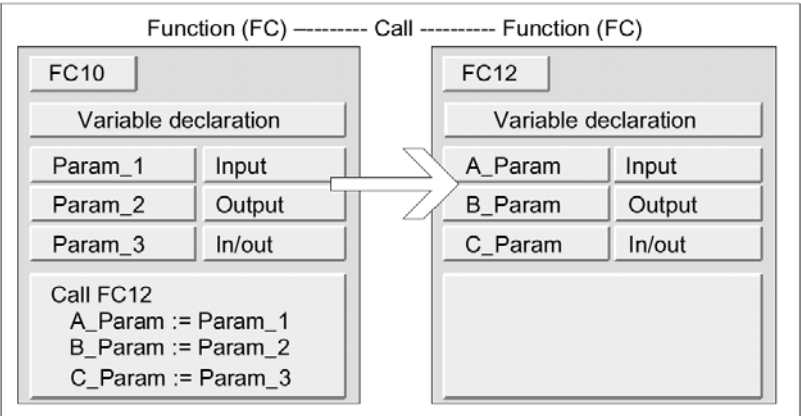 Function (FC) --------- Call ---------- Function (FC)
FC10
Variable declaration
Param_1 Input
Param_2 Output
Param_3 In/out
Call FC12
A_Param := Param_1
B_Param := Param_2
C_Param := Param_3
FC12
Variable declaration
A_Param Input
B_Param Output
C_Param In/out